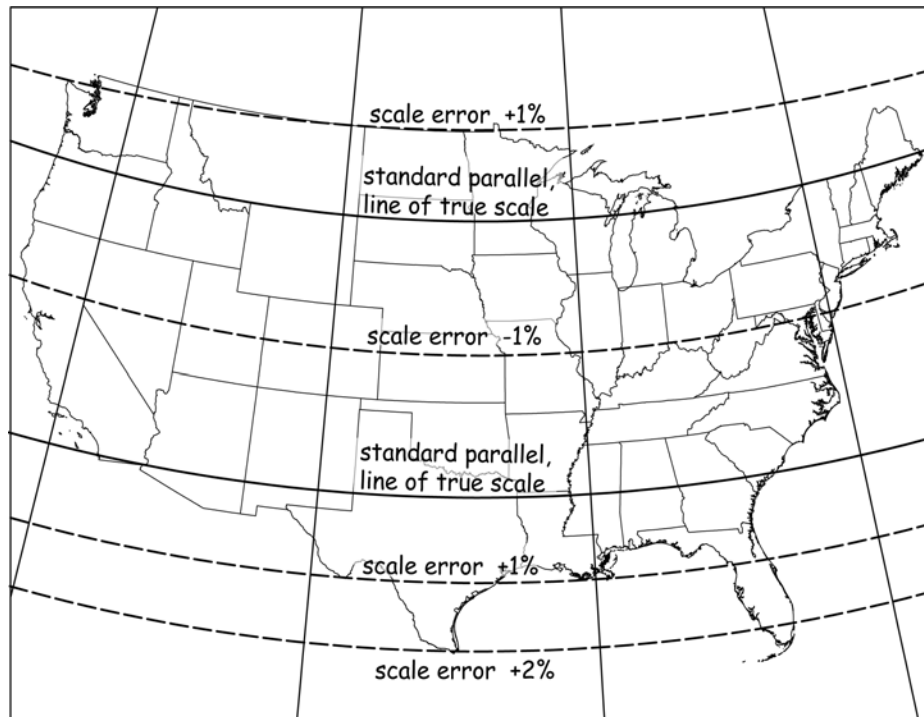 scale error +1%
standard parallel,
line of true scale
scale error -1%
standard parallel,
line of true scale
scale error +1%
scale error +2%